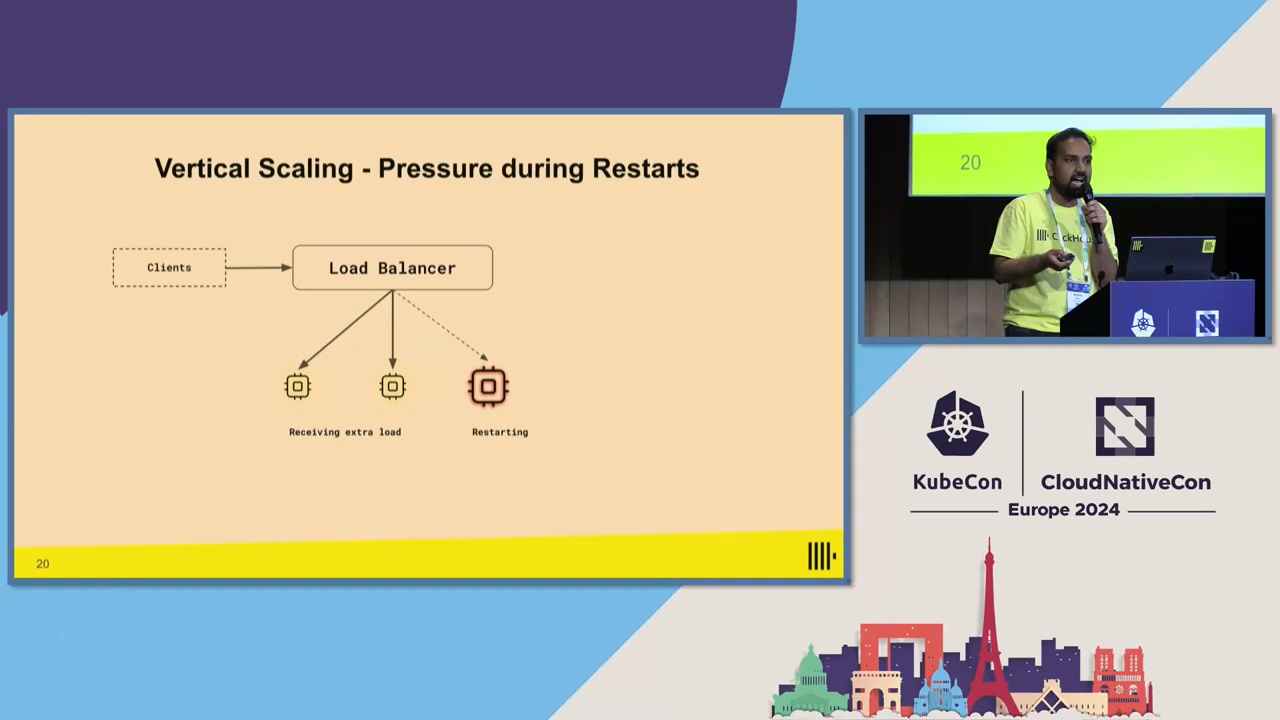 Vertical Scaling - Pressure during Restarts
Clients
Load Balancer
Receiving extra load
Restarting
20
20
KubeCon
CloudNativeCon
Europe 2024